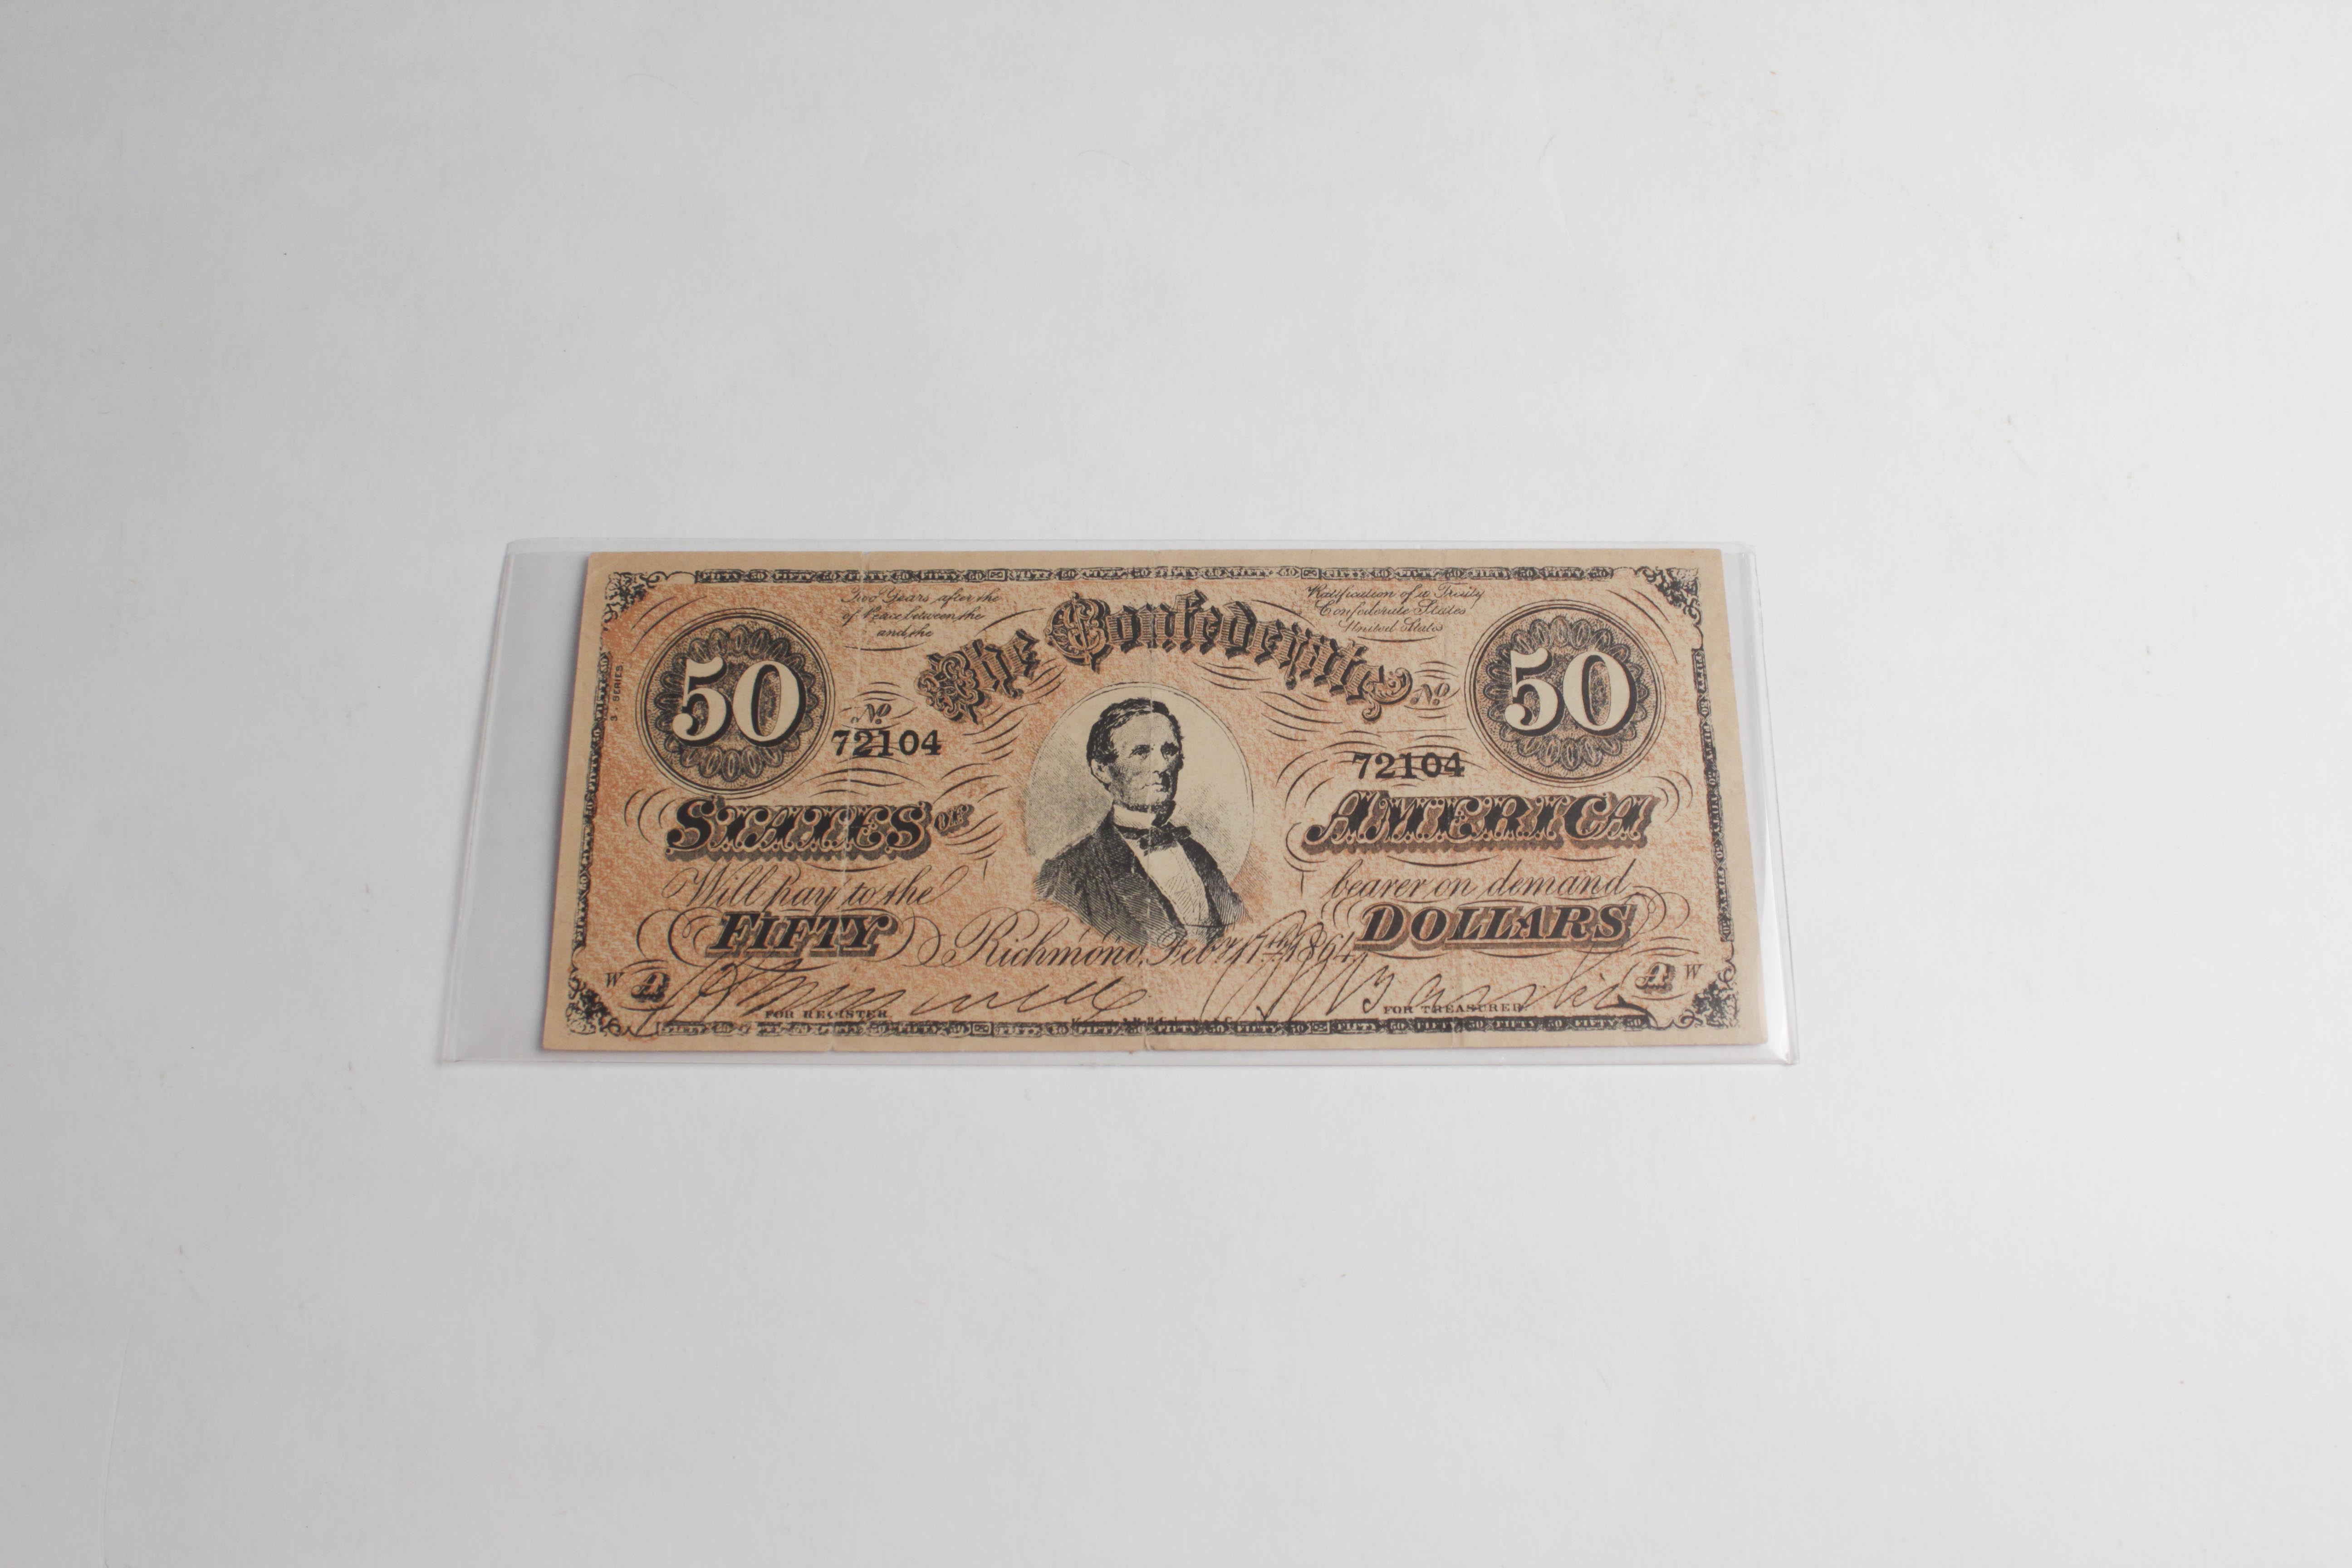 Two Years after the
of Peace between the
and the
Ratification of a Treaty
Confederate States
United States
The Confederate
50
50
3 SERIES
No
72104
No
72104
STATES OF
AMERICA
Will pay to the
bearer on demand
FIFTY
DOLLARS
Richmond, Feby 17th 1864
W A
A W
FOR REGISTER
FOR TREASURER